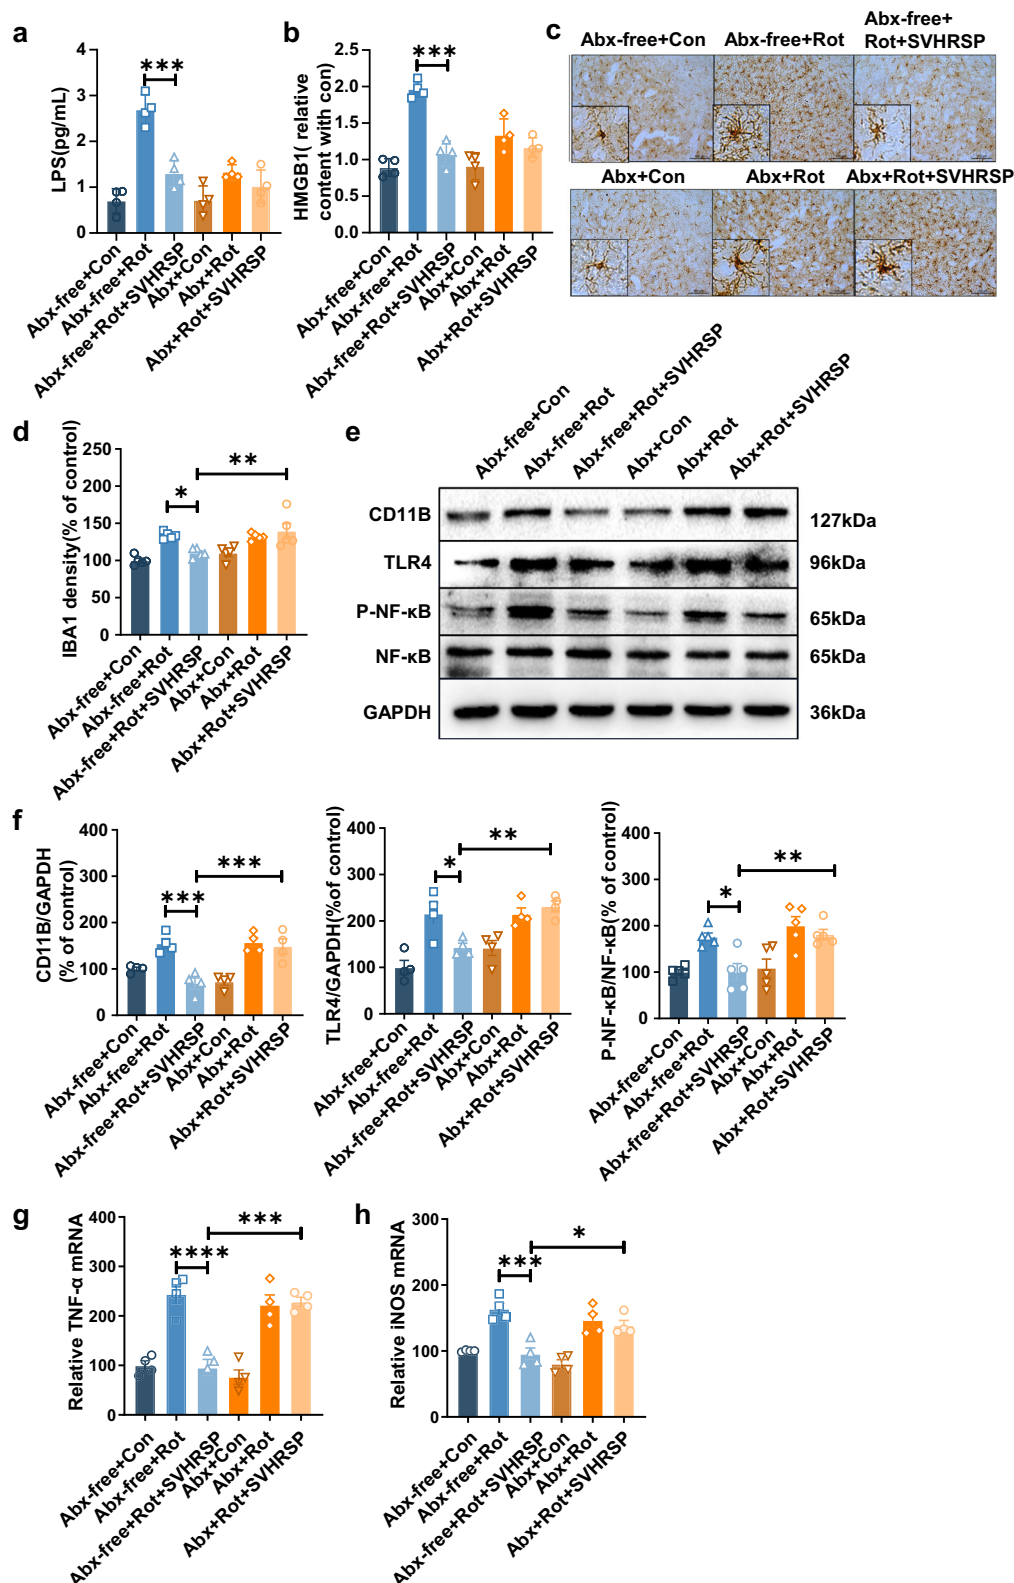 a
LPS(pg/mL)
4
3
2
1
0
***
Abx-free+Con
Abx-free+Rot
Abx-free+Rot+SVHRSP
Abx+Con
Abx+Rot
Abx+Rot+SVHRSP
b
HMGB1( relative
content with con)
2.5
2.0
1.5
1.0
0.5
0.0
***
Abx-free+Con
Abx-free+Rot
Abx-free+Rot+SVHRSP
Abx+Con
Abx+Rot
Abx+Rot+SVHRSP
c
Abx-free+Con
Abx-free+Rot
Abx-free+
Rot+SVHRSP
Abx+Con
Abx+Rot
Abx+Rot+SVHRSP
d
IBA1 density(% of control)
250
200
150
100
50
0
*
**
Abx-free+Con
Abx-free+Rot
Abx-free+Rot+SVHRSP
Abx+Con
Abx+Rot
Abx+Rot+SVHRSP
e
Abx-free+Con
Abx-free+Rot
Abx-free+Rot+SVHRSP
Abx+Con
Abx+Rot
Abx+Rot+SVHRSP
CD11B
127kDa
TLR4
96kDa
P-NF-κB
65kDa
NF-κB
65kDa
GAPDH
36kDa
f
CD11B/GAPDH
(% of control)
400
300
200
100
0
***
***
Abx-free+Con
Abx-free+Rot
Abx-free+Rot+SVHRSP
Abx+Con
Abx+Rot
Abx+Rot+SVHRSP
TLR4/GAPDH(%of control)
400
300
200
100
0
*
**
Abx-free+Con
Abx-free+Rot
Abx-free+Rot+SVHRSP
Abx+Con
Abx+Rot
Abx+Rot+SVHRSP
P-NF-κB/NF-κB(% of control)
400
300
200
100
0
*
**
Abx-free+Con
Abx-free+Rot
Abx-free+Rot+SVHRSP
Abx+Con
Abx+Rot
Abx+Rot+SVHRSP
g
Relative TNF-α mRNA
400
300
200
100
0
****
***
Abx-free+Con
Abx-free+Rot
Abx-free+Rot+SVHRSP
Abx+Con
Abx+Rot
Abx+Rot+SVHRSP
h
Relative iNOS mRNA
300
200
100
0
***
*
Abx-free+Con
Abx-free+Rot
Abx-free+Rot+SVHRSP
Abx+Con
Abx+Rot
Abx+Rot+SVHRSP